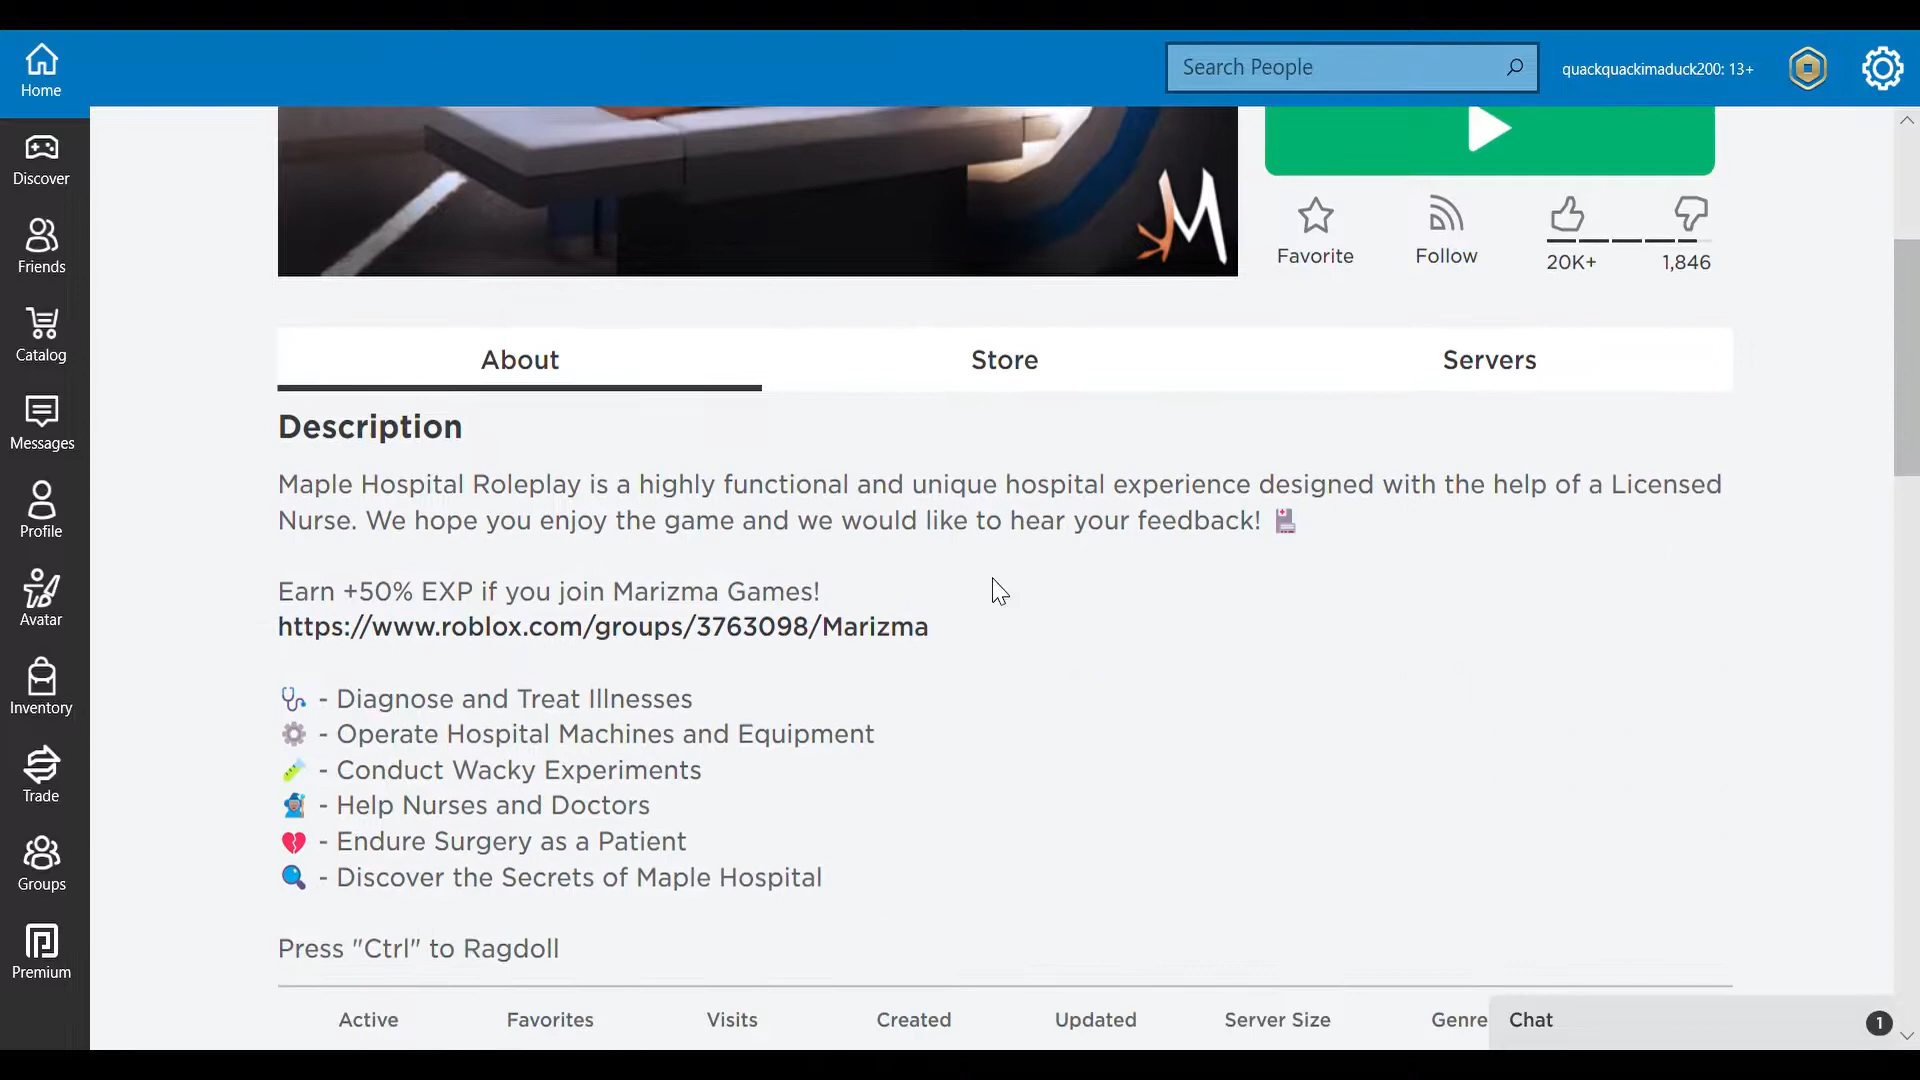 Home
Search People
quackquackimaduck200: 13+
Discover
Friends
Catalog
Messages
Profile
Avatar
Inventory
Trade
Groups
Premium
M
Favorite
Follow
20K+
1,846
About
Store
Servers
Description
Maple Hospital Roleplay is a highly functional and unique hospital experience designed with the help of a Licensed
Nurse. We hope you enjoy the game and we would like to hear your feedback!
Earn +50% EXP if you join Marizma Games!
https://www.roblox.com/groups/3763098/Marizma
- Diagnose and Treat Illnesses
- Operate Hospital Machines and Equipment
- Conduct Wacky Experiments
- Help Nurses and Doctors
- Endure Surgery as a Patient
- Discover the Secrets of Maple Hospital
Press "Ctrl" to Ragdoll
Active
Favorites
Visits
Created
Updated
Server Size
Genre
Chat
1